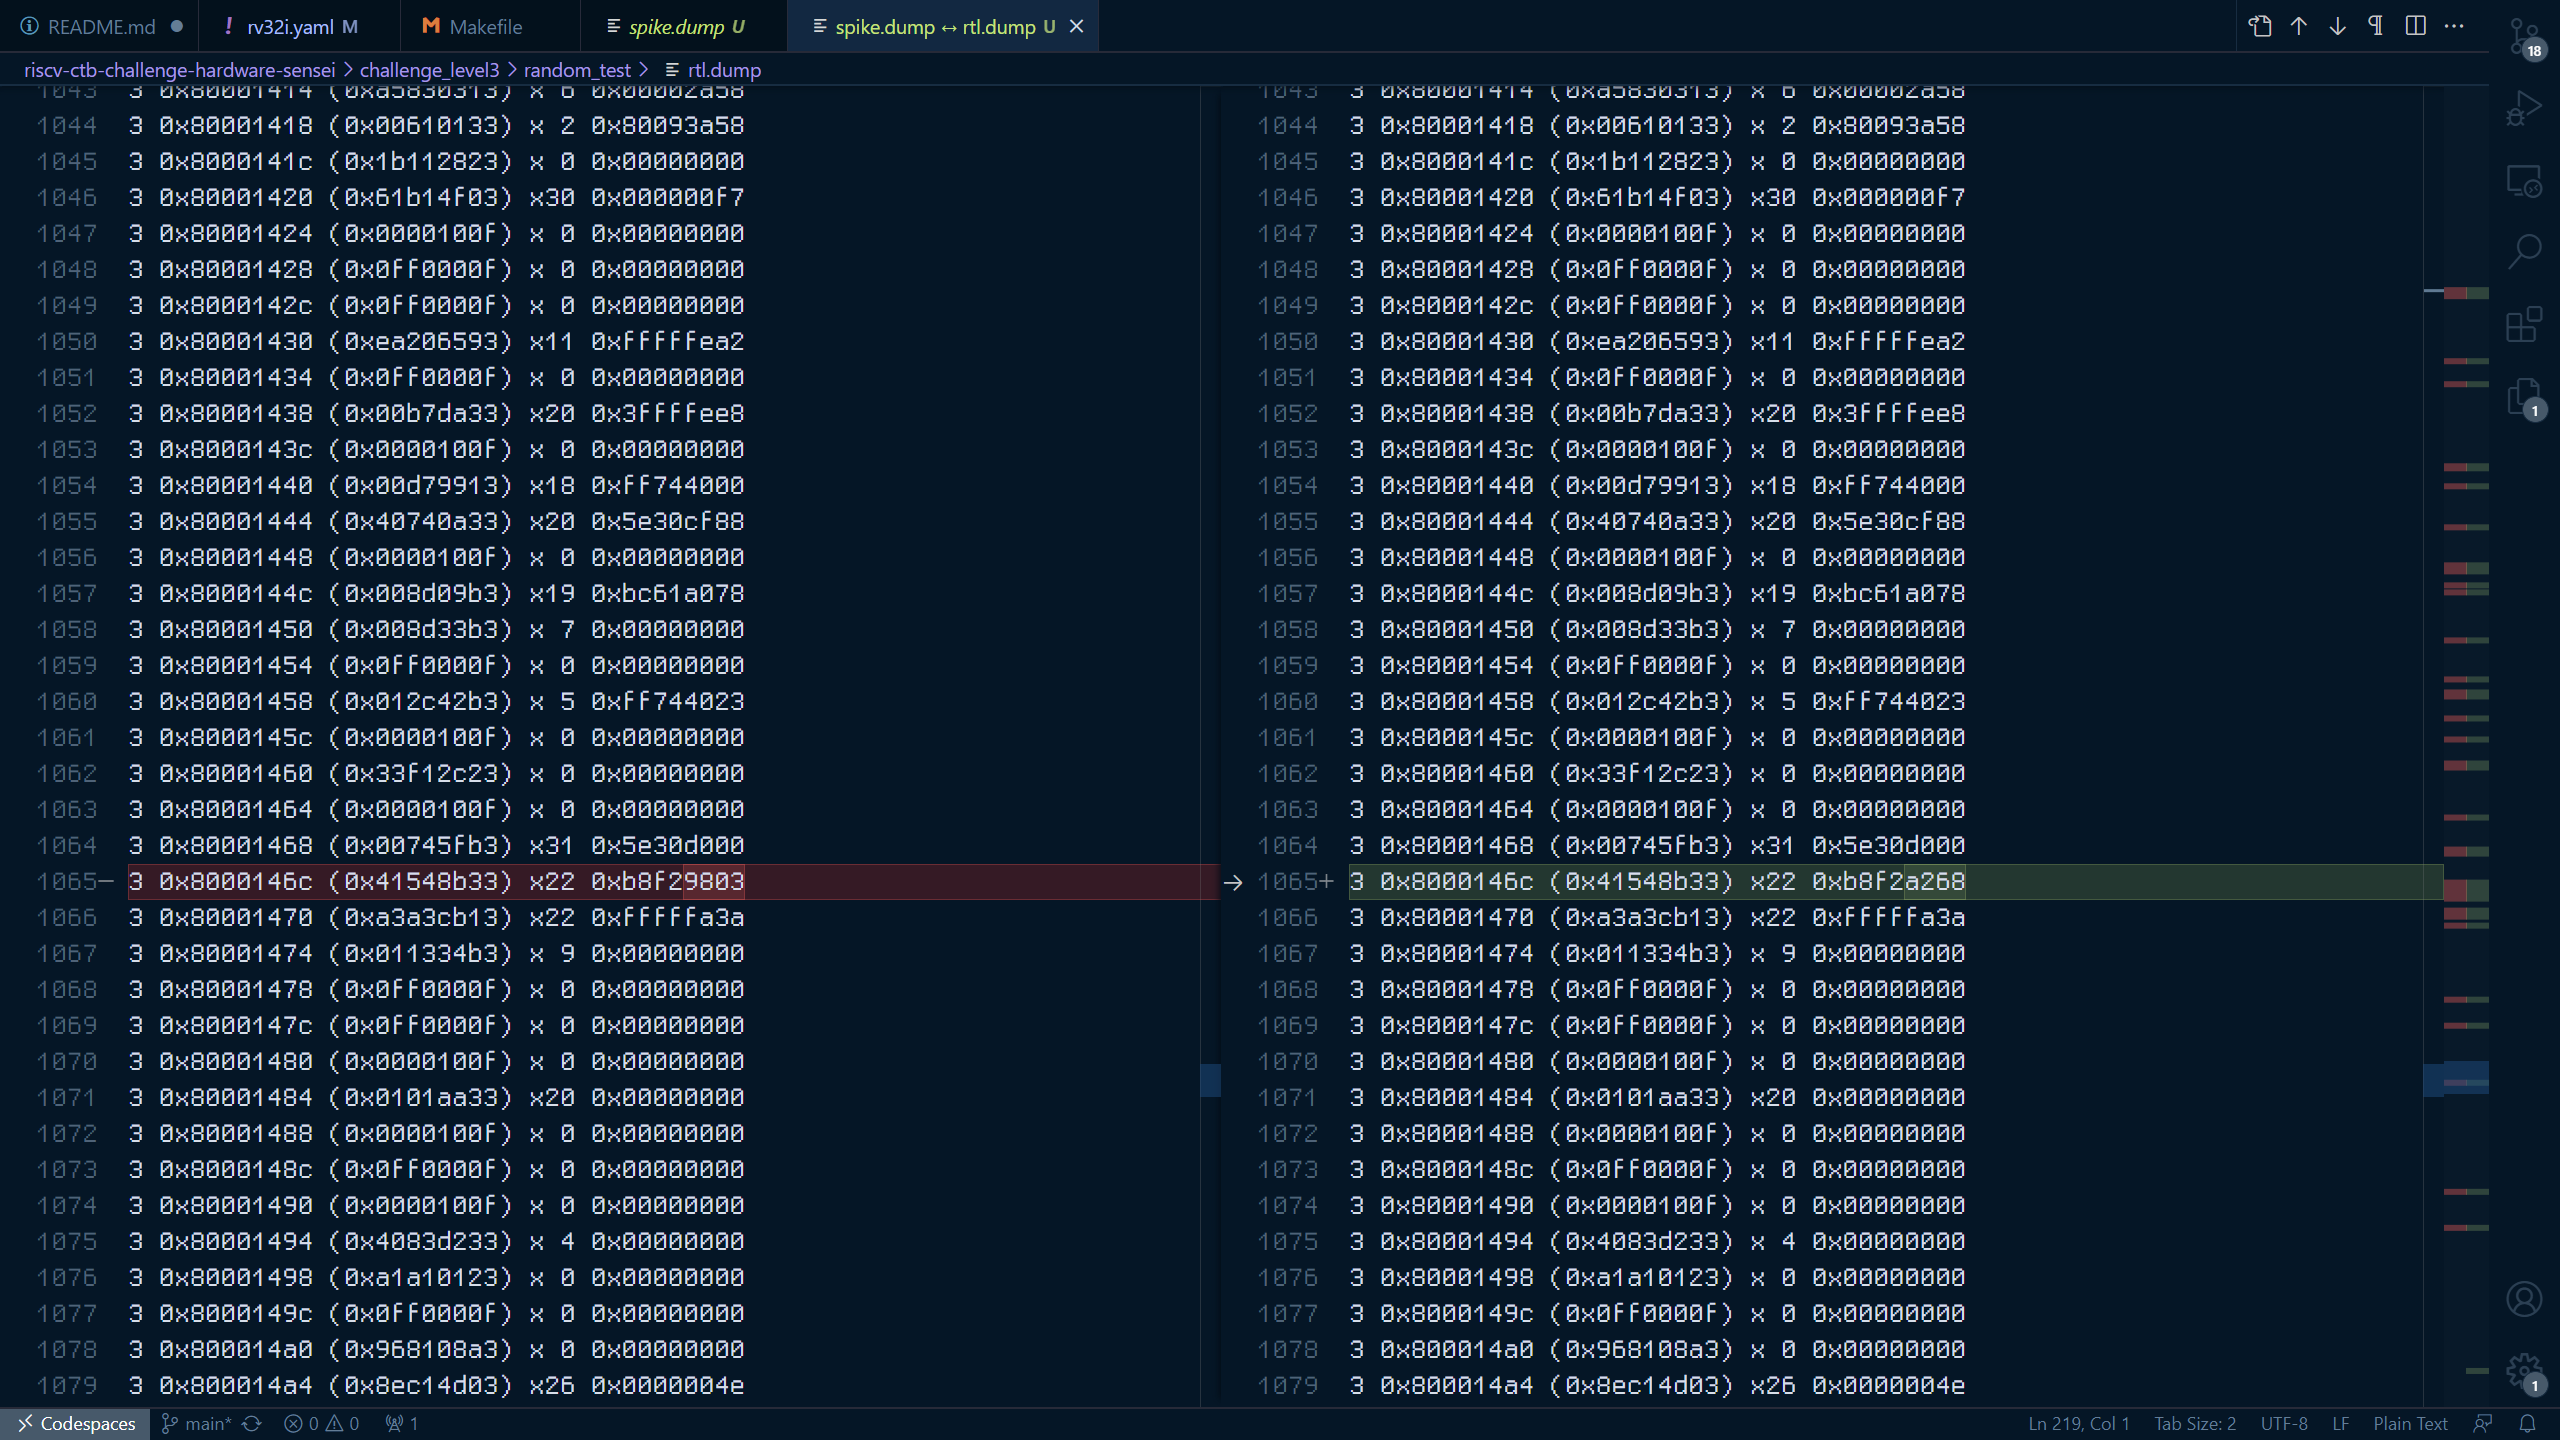 README.md
! rv32i.yaml M
M Makefile
spike.dump U
spike.dump ↔ rtl.dump U
18
riscv-ctb-challenge-hardware-sensei > challenge_level3 > random_test > rtl.dump
1043 3 0x80001414 (0xa5830313) x 6 0x00002a58 1043 3 0x80001414 (0xa5830313) x 6 0x00002a58
1044 3 0x80001418 (0x00610133) x 2 0x80093a58 1044 3 0x80001418 (0x00610133) x 2 0x80093a58
1045 3 0x8000141c (0x1b112823) x 0 0x00000000 1045 3 0x8000141c (0x1b112823) x 0 0x00000000
1046 3 0x80001420 (0x61b14f03) x30 0x000000f7 1046 3 0x80001420 (0x61b14f03) x30 0x000000f7
1047 3 0x80001424 (0x0000100f) x 0 0x00000000 1047 3 0x80001424 (0x0000100f) x 0 0x00000000
1048 3 0x80001428 (0x0ff0000f) x 0 0x00000000 1048 3 0x80001428 (0x0ff0000f) x 0 0x00000000
1049 3 0x8000142c (0x0ff0000f) x 0 0x00000000 1049 3 0x8000142c (0x0ff0000f) x 0 0x00000000
1050 3 0x80001430 (0xea206593) x11 0xfffffea2 1050 3 0x80001430 (0xea206593) x11 0xfffffea2
1051 3 0x80001434 (0x0ff0000f) x 0 0x00000000 1051 3 0x80001434 (0x0ff0000f) x 0 0x00000000
1052 3 0x80001438 (0x00b7da33) x20 0x3ffffee8 1052 3 0x80001438 (0x00b7da33) x20 0x3ffffee8
1053 3 0x8000143c (0x0000100f) x 0 0x00000000 1053 3 0x8000143c (0x0000100f) x 0 0x00000000
1054 3 0x80001440 (0x00d79913) x18 0xff744000 1054 3 0x80001440 (0x00d79913) x18 0xff744000
1055 3 0x80001444 (0x40740a33) x20 0x5e30cf88 1055 3 0x80001444 (0x40740a33) x20 0x5e30cf88
1056 3 0x80001448 (0x0000100f) x 0 0x00000000 1056 3 0x80001448 (0x0000100f) x 0 0x00000000
1057 3 0x8000144c (0x008d09b3) x19 0xbc61a078 1057 3 0x8000144c (0x008d09b3) x19 0xbc61a078
1058 3 0x80001450 (0x008d33b3) x 7 0x00000000 1058 3 0x80001450 (0x008d33b3) x 7 0x00000000
1059 3 0x80001454 (0x0ff0000f) x 0 0x00000000 1059 3 0x80001454 (0x0ff0000f) x 0 0x00000000
1060 3 0x80001458 (0x012c42b3) x 5 0xff744023 1060 3 0x80001458 (0x012c42b3) x 5 0xff744023
1061 3 0x8000145c (0x0000100f) x 0 0x00000000 1061 3 0x8000145c (0x0000100f) x 0 0x00000000
1062 3 0x80001460 (0x33f12c23) x 0 0x00000000 1062 3 0x80001460 (0x33f12c23) x 0 0x00000000
1063 3 0x80001464 (0x0000100f) x 0 0x00000000 1063 3 0x80001464 (0x0000100f) x 0 0x00000000
1064 3 0x80001468 (0x00745fb3) x31 0x5e30d000 1064 3 0x80001468 (0x00745fb3) x31 0x5e30d000
1065− 3 0x8000146c (0x41548b33) x22 0xb8f29803 → 1065+ 3 0x8000146c (0x41548b33) x22 0xb8f2a268
1066 3 0x80001470 (0xa3a3cb13) x22 0xfffffa3a 1066 3 0x80001470 (0xa3a3cb13) x22 0xfffffa3a
1067 3 0x80001474 (0x011334b3) x 9 0x00000000 1067 3 0x80001474 (0x011334b3) x 9 0x00000000
1068 3 0x80001478 (0x0ff0000f) x 0 0x00000000 1068 3 0x80001478 (0x0ff0000f) x 0 0x00000000
1069 3 0x8000147c (0x0ff0000f) x 0 0x00000000 1069 3 0x8000147c (0x0ff0000f) x 0 0x00000000
1070 3 0x80001480 (0x0000100f) x 0 0x00000000 1070 3 0x80001480 (0x0000100f) x 0 0x00000000
1071 3 0x80001484 (0x0101aa33) x20 0x00000000 1071 3 0x80001484 (0x0101aa33) x20 0x00000000
1072 3 0x80001488 (0x0000100f) x 0 0x00000000 1072 3 0x80001488 (0x0000100f) x 0 0x00000000
1073 3 0x8000148c (0x0ff0000f) x 0 0x00000000 1073 3 0x8000148c (0x0ff0000f) x 0 0x00000000
1074 3 0x80001490 (0x0000100f) x 0 0x00000000 1074 3 0x80001490 (0x0000100f) x 0 0x00000000
1075 3 0x80001494 (0x4083d233) x 4 0x00000000 1075 3 0x80001494 (0x4083d233) x 4 0x00000000
1076 3 0x80001498 (0xa1a10123) x 0 0x00000000 1076 3 0x80001498 (0xa1a10123) x 0 0x00000000
1077 3 0x8000149c (0x0ff0000f) x 0 0x00000000 1077 3 0x8000149c (0x0ff0000f) x 0 0x00000000
1078 3 0x800014a0 (0x968108a3) x 0 0x00000000 1078 3 0x800014a0 (0x968108a3) x 0 0x00000000
1079 3 0x800014a4 (0x8ec14d03) x26 0x0000004e 1079 3 0x800014a4 (0x8ec14d03) x26 0x0000004e
1
1
Codespaces main* 0 0 1 Ln 219, Col 1 Tab Size: 2 UTF-8 LF Plain Text